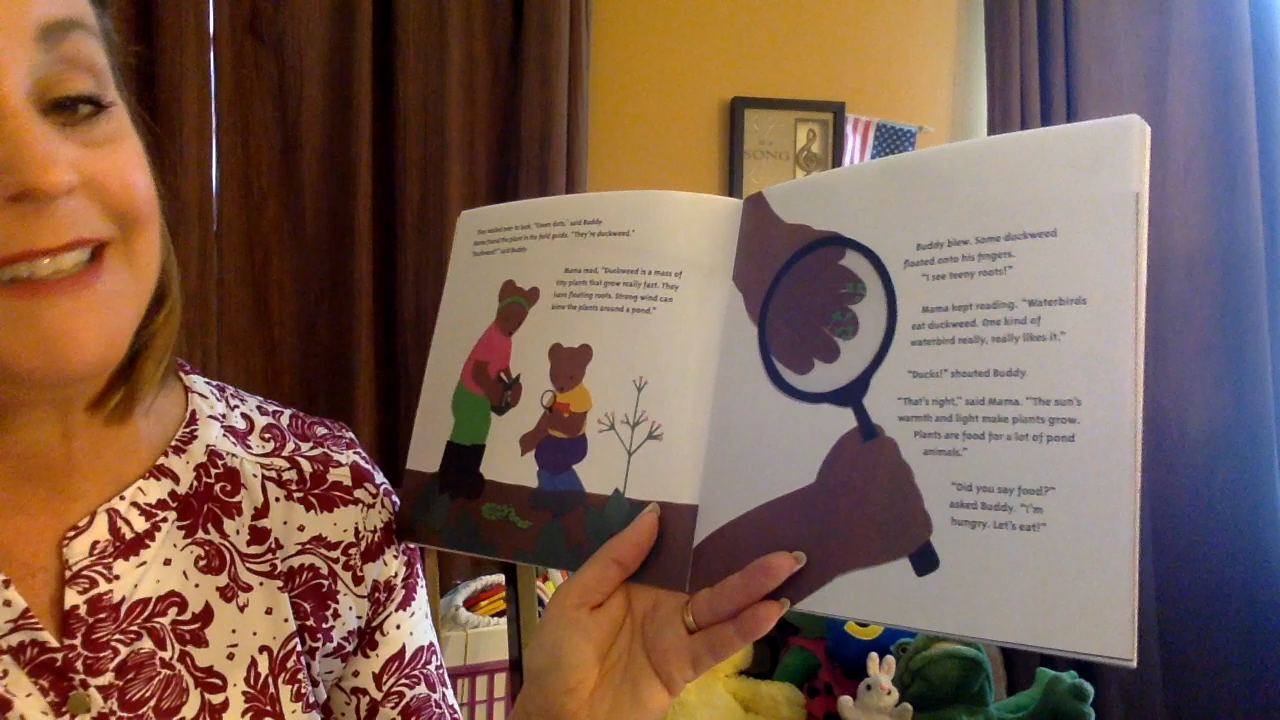 They walked over to look. "Green dots," said Buddy.
Mama found the plant in the field guide. "They're duckweed."
"Duckweed?" said Buddy.
Mama read, "Duckweed is a mass of
tiny plants that grow really fast. They
have floating roots. Strong wind can
blow the plants around a pond."
SONG
Buddy blew. Some duckweed
floated onto his fingers.
"I see teeny roots!"
Mama kept reading. "Waterbirds
eat duckweed. One kind of
waterbird really, really likes it."
"Ducks!" shouted Buddy.
"That's right," said Mama. "The sun's
warmth and light make plants grow.
Plants are food for a lot of pond
animals."
"Did you say food?"
asked Buddy. "I'm
hungry. Let's eat!"